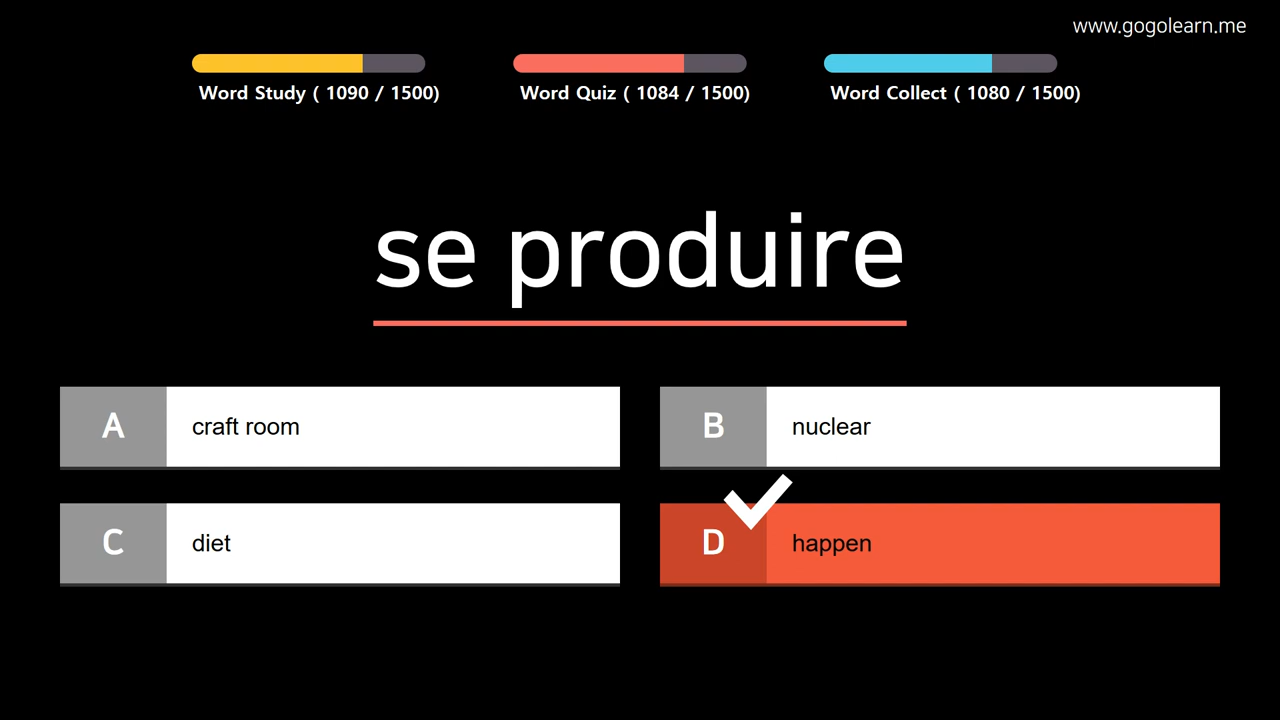 www.gogolearn.me
Word Study ( 1090 / 1500)
Word Quiz ( 1084 / 1500)
Word Collect ( 1080 / 1500)
se produire
A craft room
B nuclear
C diet
D happen